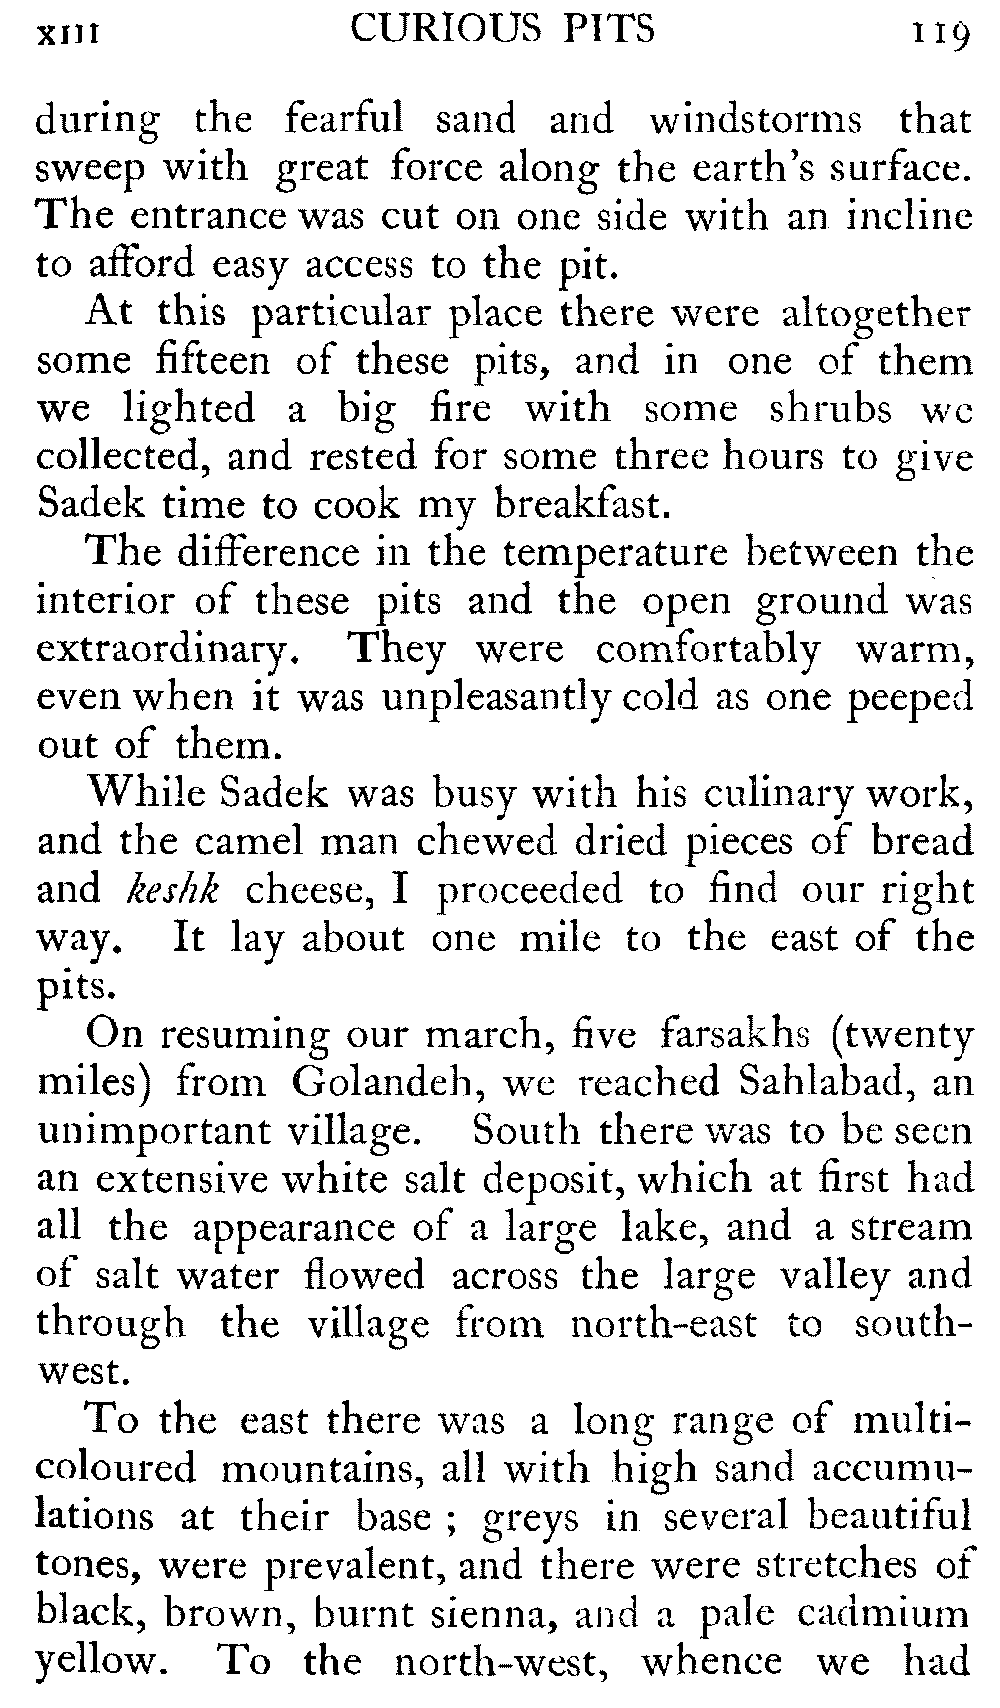 XIII CURIOUS PITS 119
during the fearful sand and windstorms that
sweep with great force along the earth's surface.
The entrance was cut on one side with an incline
to afford easy access to the pit.
At this particular place there were altogether
some fifteen of these pits, and in one of them
we lighted a big fire with some shrubs we
collected, and rested for some three hours to give
Sadek time to cook my breakfast.
The difference in the temperature between the
interior of these pits and the open ground was
extraordinary. They were comfortably warm,
even when it was unpleasantly cold as one peeped
out of them.
While Sadek was busy with his culinary work,
and the camel man chewed dried pieces of bread
and keshk cheese, I proceeded to find our right
way. It lay about one mile to the east of the
pits.
On resuming our march, five farsakhs (twenty
miles) from Golandeh, we reached Sahlabad, an
unimportant village. South there was to be seen
an extensive white salt deposit, which at first had
all the appearance of a large lake, and a stream
of salt water flowed across the large valley and
through the village from north-east to south-
west.
To the east there was a long range of multi-
coloured mountains, all with high sand accumu-
lations at their base ; greys in several beautiful
tones, were prevalent, and there were stretches of
black, brown, burnt sienna, and a pale cadmium
yellow. To the north-west, whence we had